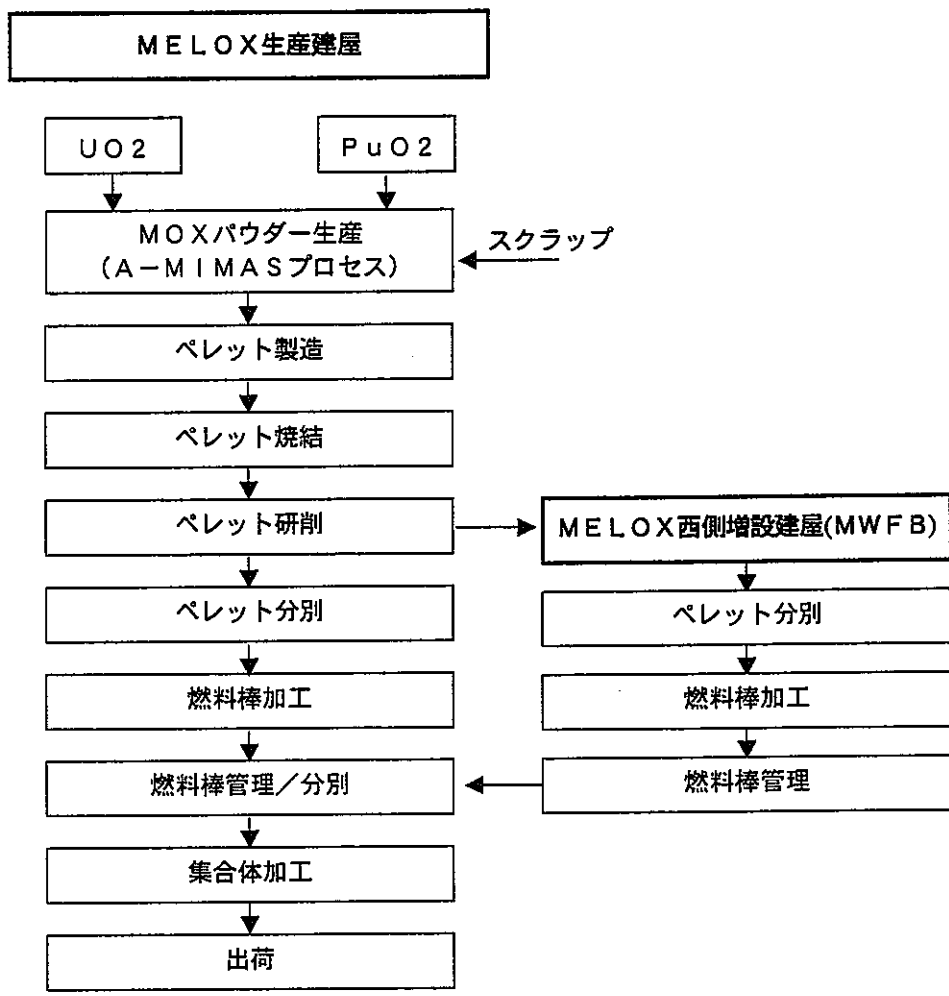 ＭＥＬＯＸ生産建屋
ＵＯ２
ＰｕＯ２
ＭＯＸパウダー生産
（Ａ－ＭＩＭＡＳプロセス）
スクラップ
ペレット製造
ペレット焼結
ペレット研削
ペレット分別
燃料棒加工
燃料棒管理／分別
集合体加工
出荷
ＭＥＬＯＸ西側増設建屋(ＭＷＦＢ)
ペレット分別
燃料棒加工
燃料棒管理